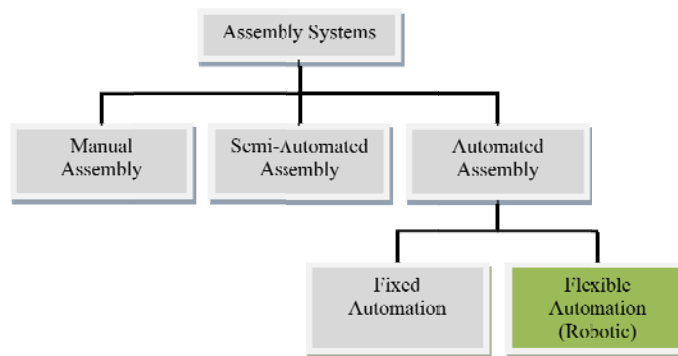 Assembly Systems
Manual
Assembly
Semi-Automated
Assembly
Automated
Assembly
Fixed
Automation
Flexible
Automation
(Robotic)